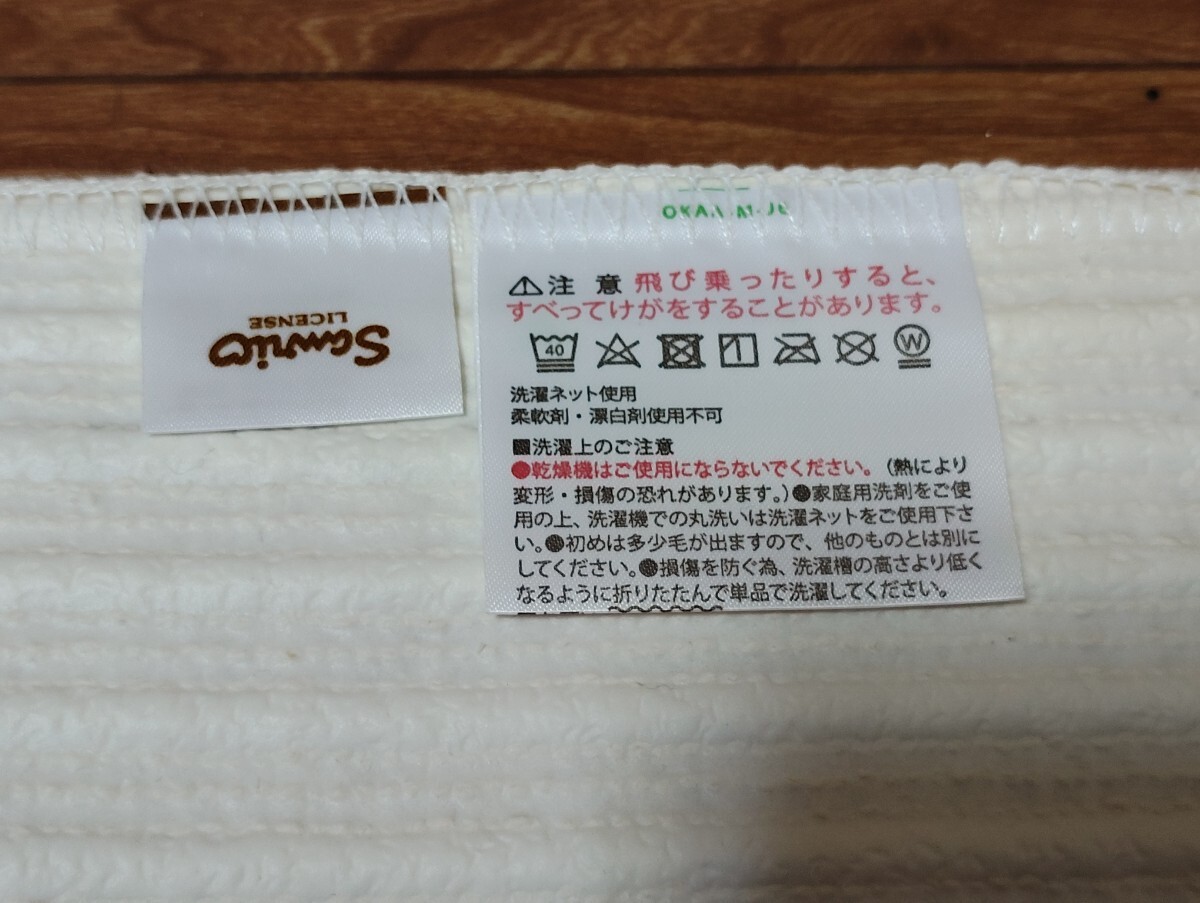 Sanrio
LICENSE
⚠注 意 飛び乗ったりすると、
すべってけがをすることがあります。
40
W
洗濯ネット使用
柔軟剤・漂白剤使用不可
■洗濯上のご注意
●乾燥機はご使用にならないでください。（熱により
変形・損傷の恐れがあります。）●家庭用洗剤をご使
用の上、洗濯機での丸洗いは洗濯ネットをご使用下さ
い。●初めは多少毛が出ますので、他のものとは別に
してください。●損傷を防ぐ為、洗濯槽の高さより低く
なるように折りたたんで単品で洗濯してください。